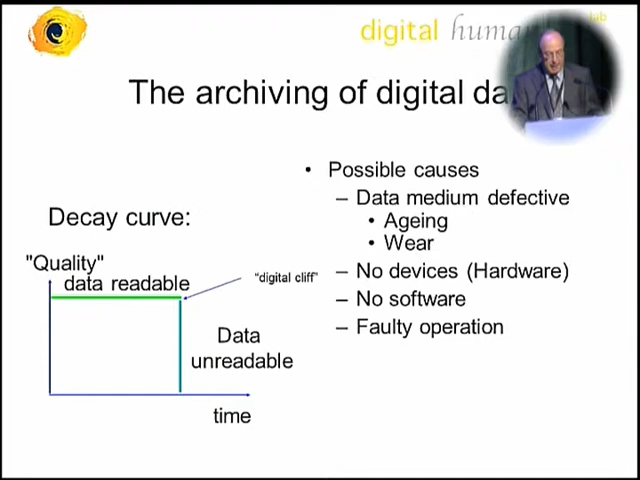 digital
lab
The archiving of digital
• Possible causes
– Data medium defective
• Ageing
• Wear
– No devices (Hardware)
– No software
– Faulty operation
Decay curve:
"Quality"
data readable
"digital cliff"
Data
unreadable
time